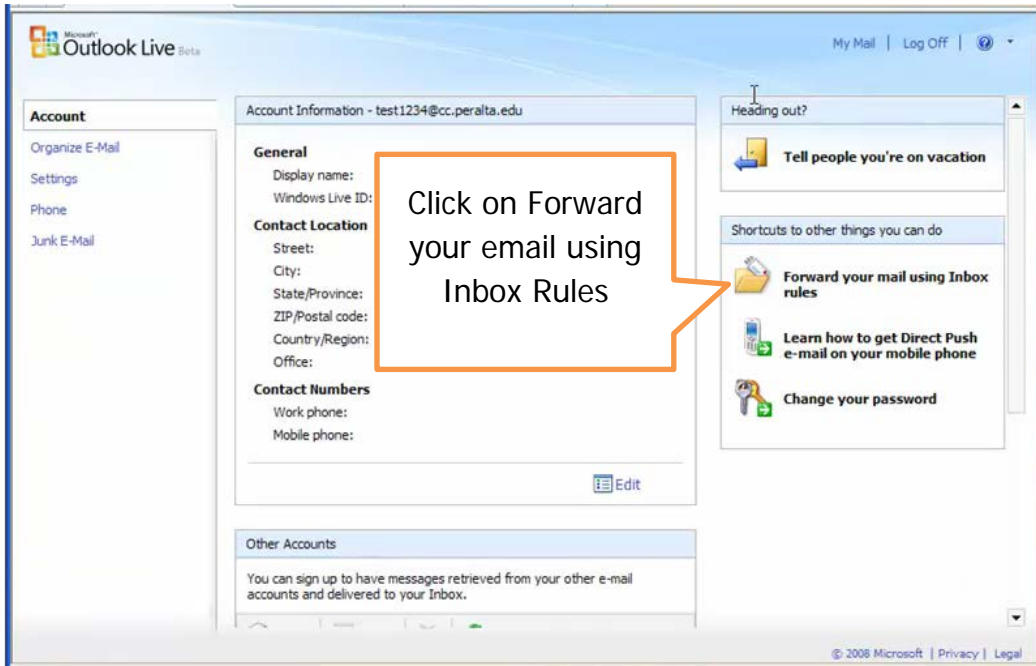 Microsoft
Outlook Live Beta
My Mail | Log Off |
Account
Organize E-Mail
Settings
Phone
Junk E-Mail
Account Information - test1234@cc.peralta.edu
General
Display name:
Windows Live ID:
Contact Location
Street:
City:
State/Province:
ZIP/Postal code:
Country/Region:
Office:
Contact Numbers
Work phone:
Mobile phone:
Edit
Click on Forward
your email using
Inbox Rules
Other Accounts
You can sign up to have messages retrieved from your other e-mail
accounts and delivered to your Inbox.
Heading out?
Tell people you're on vacation
Shortcuts to other things you can do
Forward your mail using Inbox
rules
Learn how to get Direct Push
e-mail on your mobile phone
Change your password
© 2008 Microsoft | Privacy | Legal